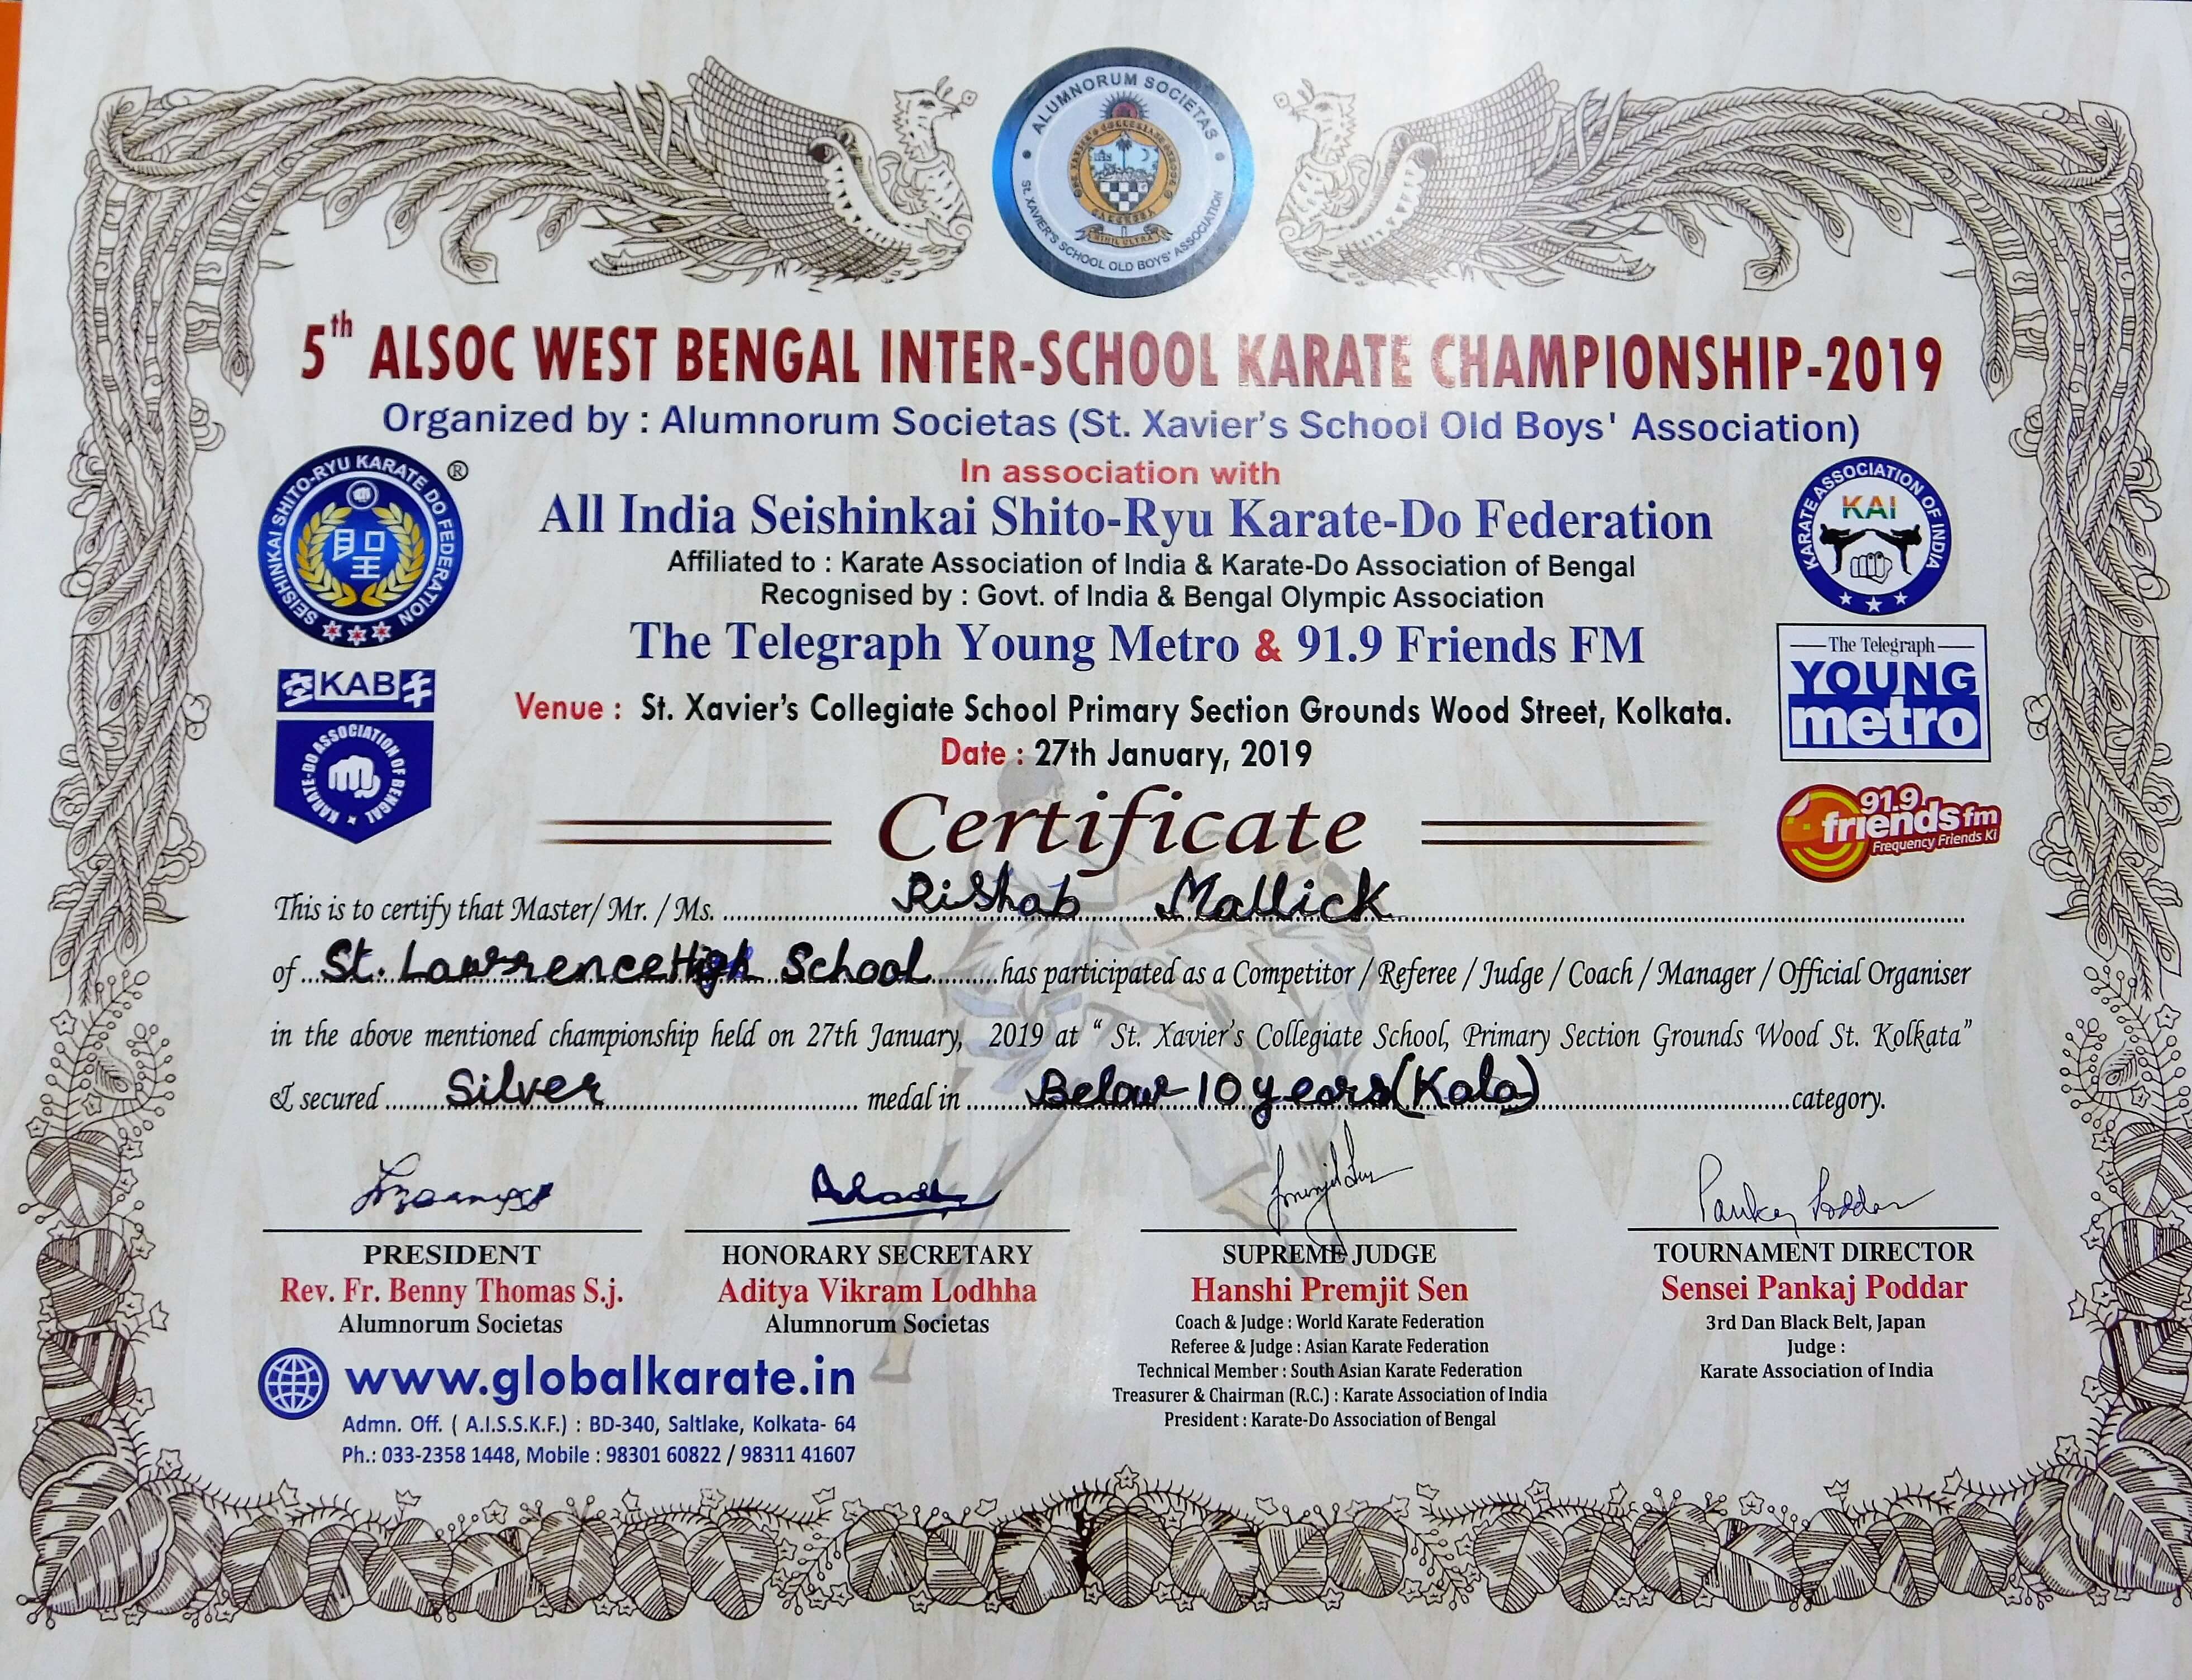 ALUMNORUM SOCIETAS
ST. XAVIER'S SCHOOL OLD BOYS' ASSOCIATION
NIHIL ULTRA
5th ALSOC WEST BENGAL INTER-SCHOOL KARATE CHAMPIONSHIP-2019
Organized by : Alumnorum Societas (St. Xavier's School Old Boys' Association)
In association with
All India Seishinkai Shito-Ryu Karate-Do Federation
Affiliated to : Karate Association of India & Karate-Do Association of Bengal
Recognised by : Govt. of India & Bengal Olympic Association
The Telegraph Young Metro & 91.9 Friends FM
Venue : St. Xavier's Collegiate School Primary Section Grounds Wood Street, Kolkata.
Date : 27th January, 2019
SEISHINKAI SHITO-RYU KARATE DO FEDERATION ®
聖
空 KAB 手
KARATE-DO ASSOCIATION OF BENGAL
KARATE ASSOCIATION OF INDIA
KAI
The Telegraph
YOUNG
metro
91.9
friends fm
Frequency Friends Ki
Certificate
This is to certify that Master/ Mr. / Ms. Rishab Mallick
of St. Lawrence High School has participated as a Competitor / Referee / Judge / Coach / Manager / Official Organiser
in the above mentioned championship held on 27th January, 2019 at " St. Xavier's Collegiate School, Primary Section Grounds Wood St. Kolkata"
& secured Silver medal in Below-10 years (Kata) category.
Pankaj Poddar
PRESIDENT
Rev. Fr. Benny Thomas S.j.
Alumnorum Societas
HONORARY SECRETARY
Aditya Vikram Lodhha
Alumnorum Societas
SUPREME JUDGE
Hanshi Premjit Sen
Coach & Judge : World Karate Federation
Referee & Judge : Asian Karate Federation
Technical Member : South Asian Karate Federation
Treasurer & Chairman (R.C.) : Karate Association of India
President : Karate-Do Association of Bengal
TOURNAMENT DIRECTOR
Sensei Pankaj Poddar
3rd Dan Black Belt, Japan
Judge :
Karate Association of India
www.globalkarate.in
Admn. Off. ( A.I.S.S.K.F.) : BD-340, Saltlake, Kolkata- 64
Ph.: 033-2358 1448, Mobile : 98301 60822 / 98311 41607